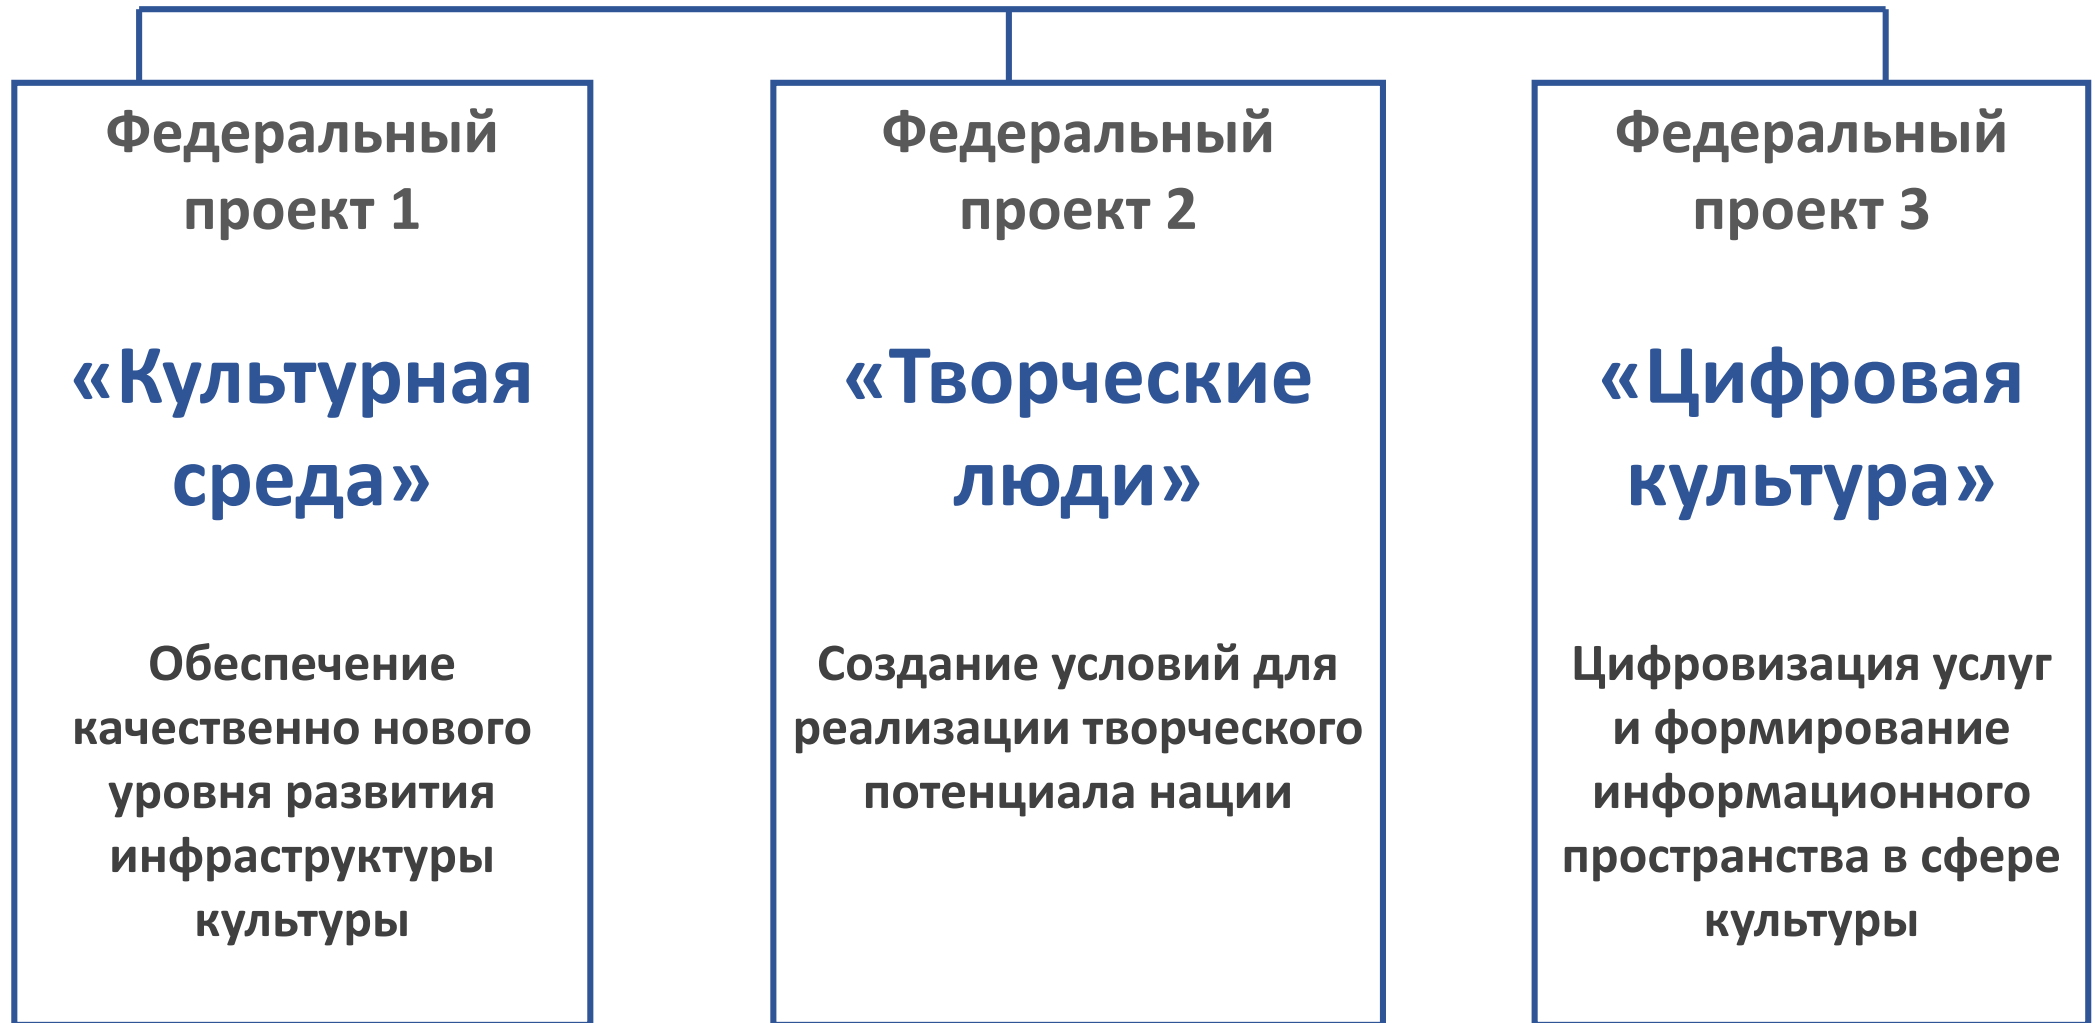 Федеральный
проект 1
«Культурная
среда»
Обеспечение
качественно нового
уровня развития
инфраструктуры
культуры
Федеральный
проект 2
«Творческие
люди»
Создание условий для
реализации творческого
потенциала нации
Федеральный
проект 3
«Цифровая
культура»
Цифровизация услуг
и формирование
информационного
пространства в сфере
культуры